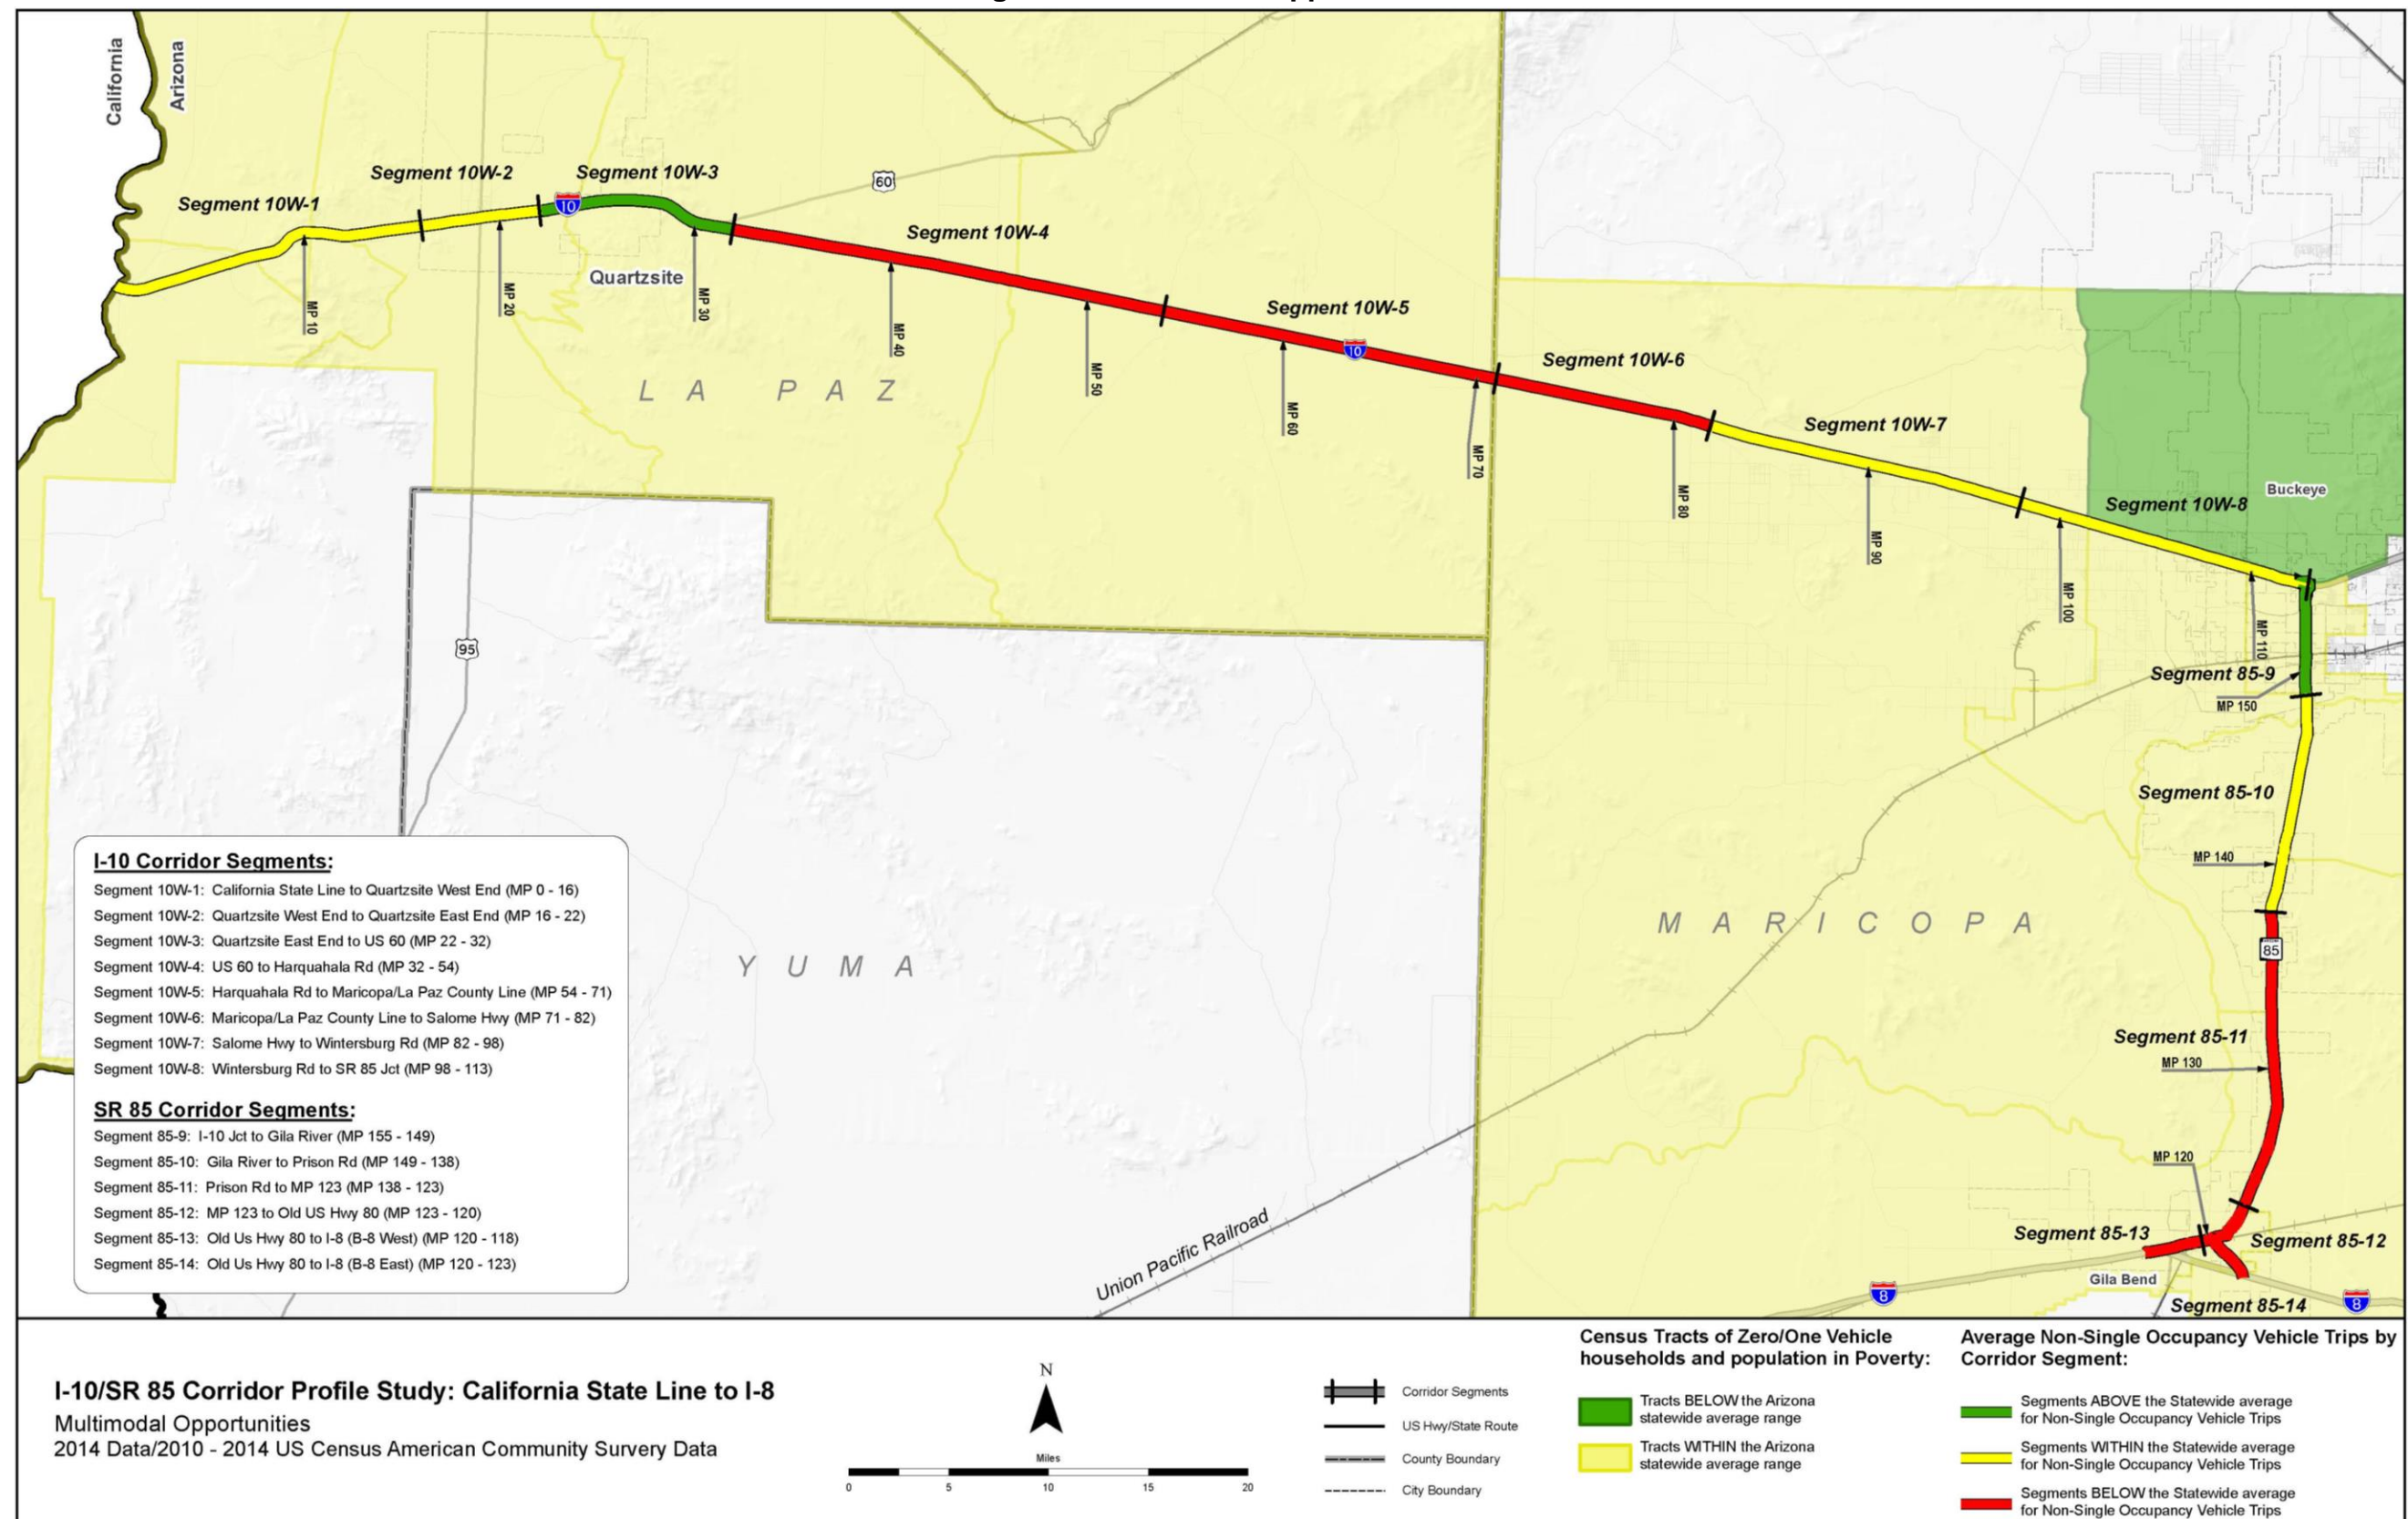 California
Arizona
Segment 10W-1
Segment 10W-2
Segment 10W-3
10
60
Segment 10W-4
Quartzsite
MP 10
MP 20
MP 30
MP 40
MP 50
Segment 10W-5
10
MP 60
MP 70
Segment 10W-6
MP 80
Segment 10W-7
MP 90
MP 100
Segment 10W-8
Buckeye
MP 110
LA PAZ
95
Segment 85-9
MP 150
Segment 85-10
MP 140
85
MARICOPA
YUMA
Segment 85-11
MP 130
MP 120
Segment 85-13
Segment 85-12
Gila Bend
Segment 85-14
8
8
Union Pacific Railroad
I-10 Corridor Segments:
Segment 10W-1: California State Line to Quartzsite West End (MP 0 - 16)
Segment 10W-2: Quartzsite West End to Quartzsite East End (MP 16 - 22)
Segment 10W-3: Quartzsite East End to US 60 (MP 22 - 32)
Segment 10W-4: US 60 to Harquahala Rd (MP 32 - 54)
Segment 10W-5: Harquahala Rd to Maricopa/La Paz County Line (MP 54 - 71)
Segment 10W-6: Maricopa/La Paz County Line to Salome Hwy (MP 71 - 82)
Segment 10W-7: Salome Hwy to Wintersburg Rd (MP 82 - 98)
Segment 10W-8: Wintersburg Rd to SR 85 Jct (MP 98 - 113)
SR 85 Corridor Segments:
Segment 85-9: I-10 Jct to Gila River (MP 155 - 149)
Segment 85-10: Gila River to Prison Rd (MP 149 - 138)
Segment 85-11: Prison Rd to MP 123 (MP 138 - 123)
Segment 85-12: MP 123 to Old US Hwy 80 (MP 123 - 120)
Segment 85-13: Old Us Hwy 80 to I-8 (B-8 West) (MP 120 - 118)
Segment 85-14: Old Us Hwy 80 to I-8 (B-8 East) (MP 120 - 123)
I-10/SR 85 Corridor Profile Study: California State Line to I-8
Multimodal Opportunities
2014 Data/2010 - 2014 US Census American Community Survery Data
N
Miles
0 5 10 15 20
Corridor Segments
US Hwy/State Route
County Boundary
City Boundary
Census Tracts of Zero/One Vehicle
households and population in Poverty:
Tracts BELOW the Arizona
statewide average range
Tracts WITHIN the Arizona
statewide average range
Average Non-Single Occupancy Vehicle Trips by
Corridor Segment:
Segments ABOVE the Statewide average
for Non-Single Occupancy Vehicle Trips
Segments WITHIN the Statewide average
for Non-Single Occupancy Vehicle Trips
Segments BELOW the Statewide average
for Non-Single Occupancy Vehicle Trips